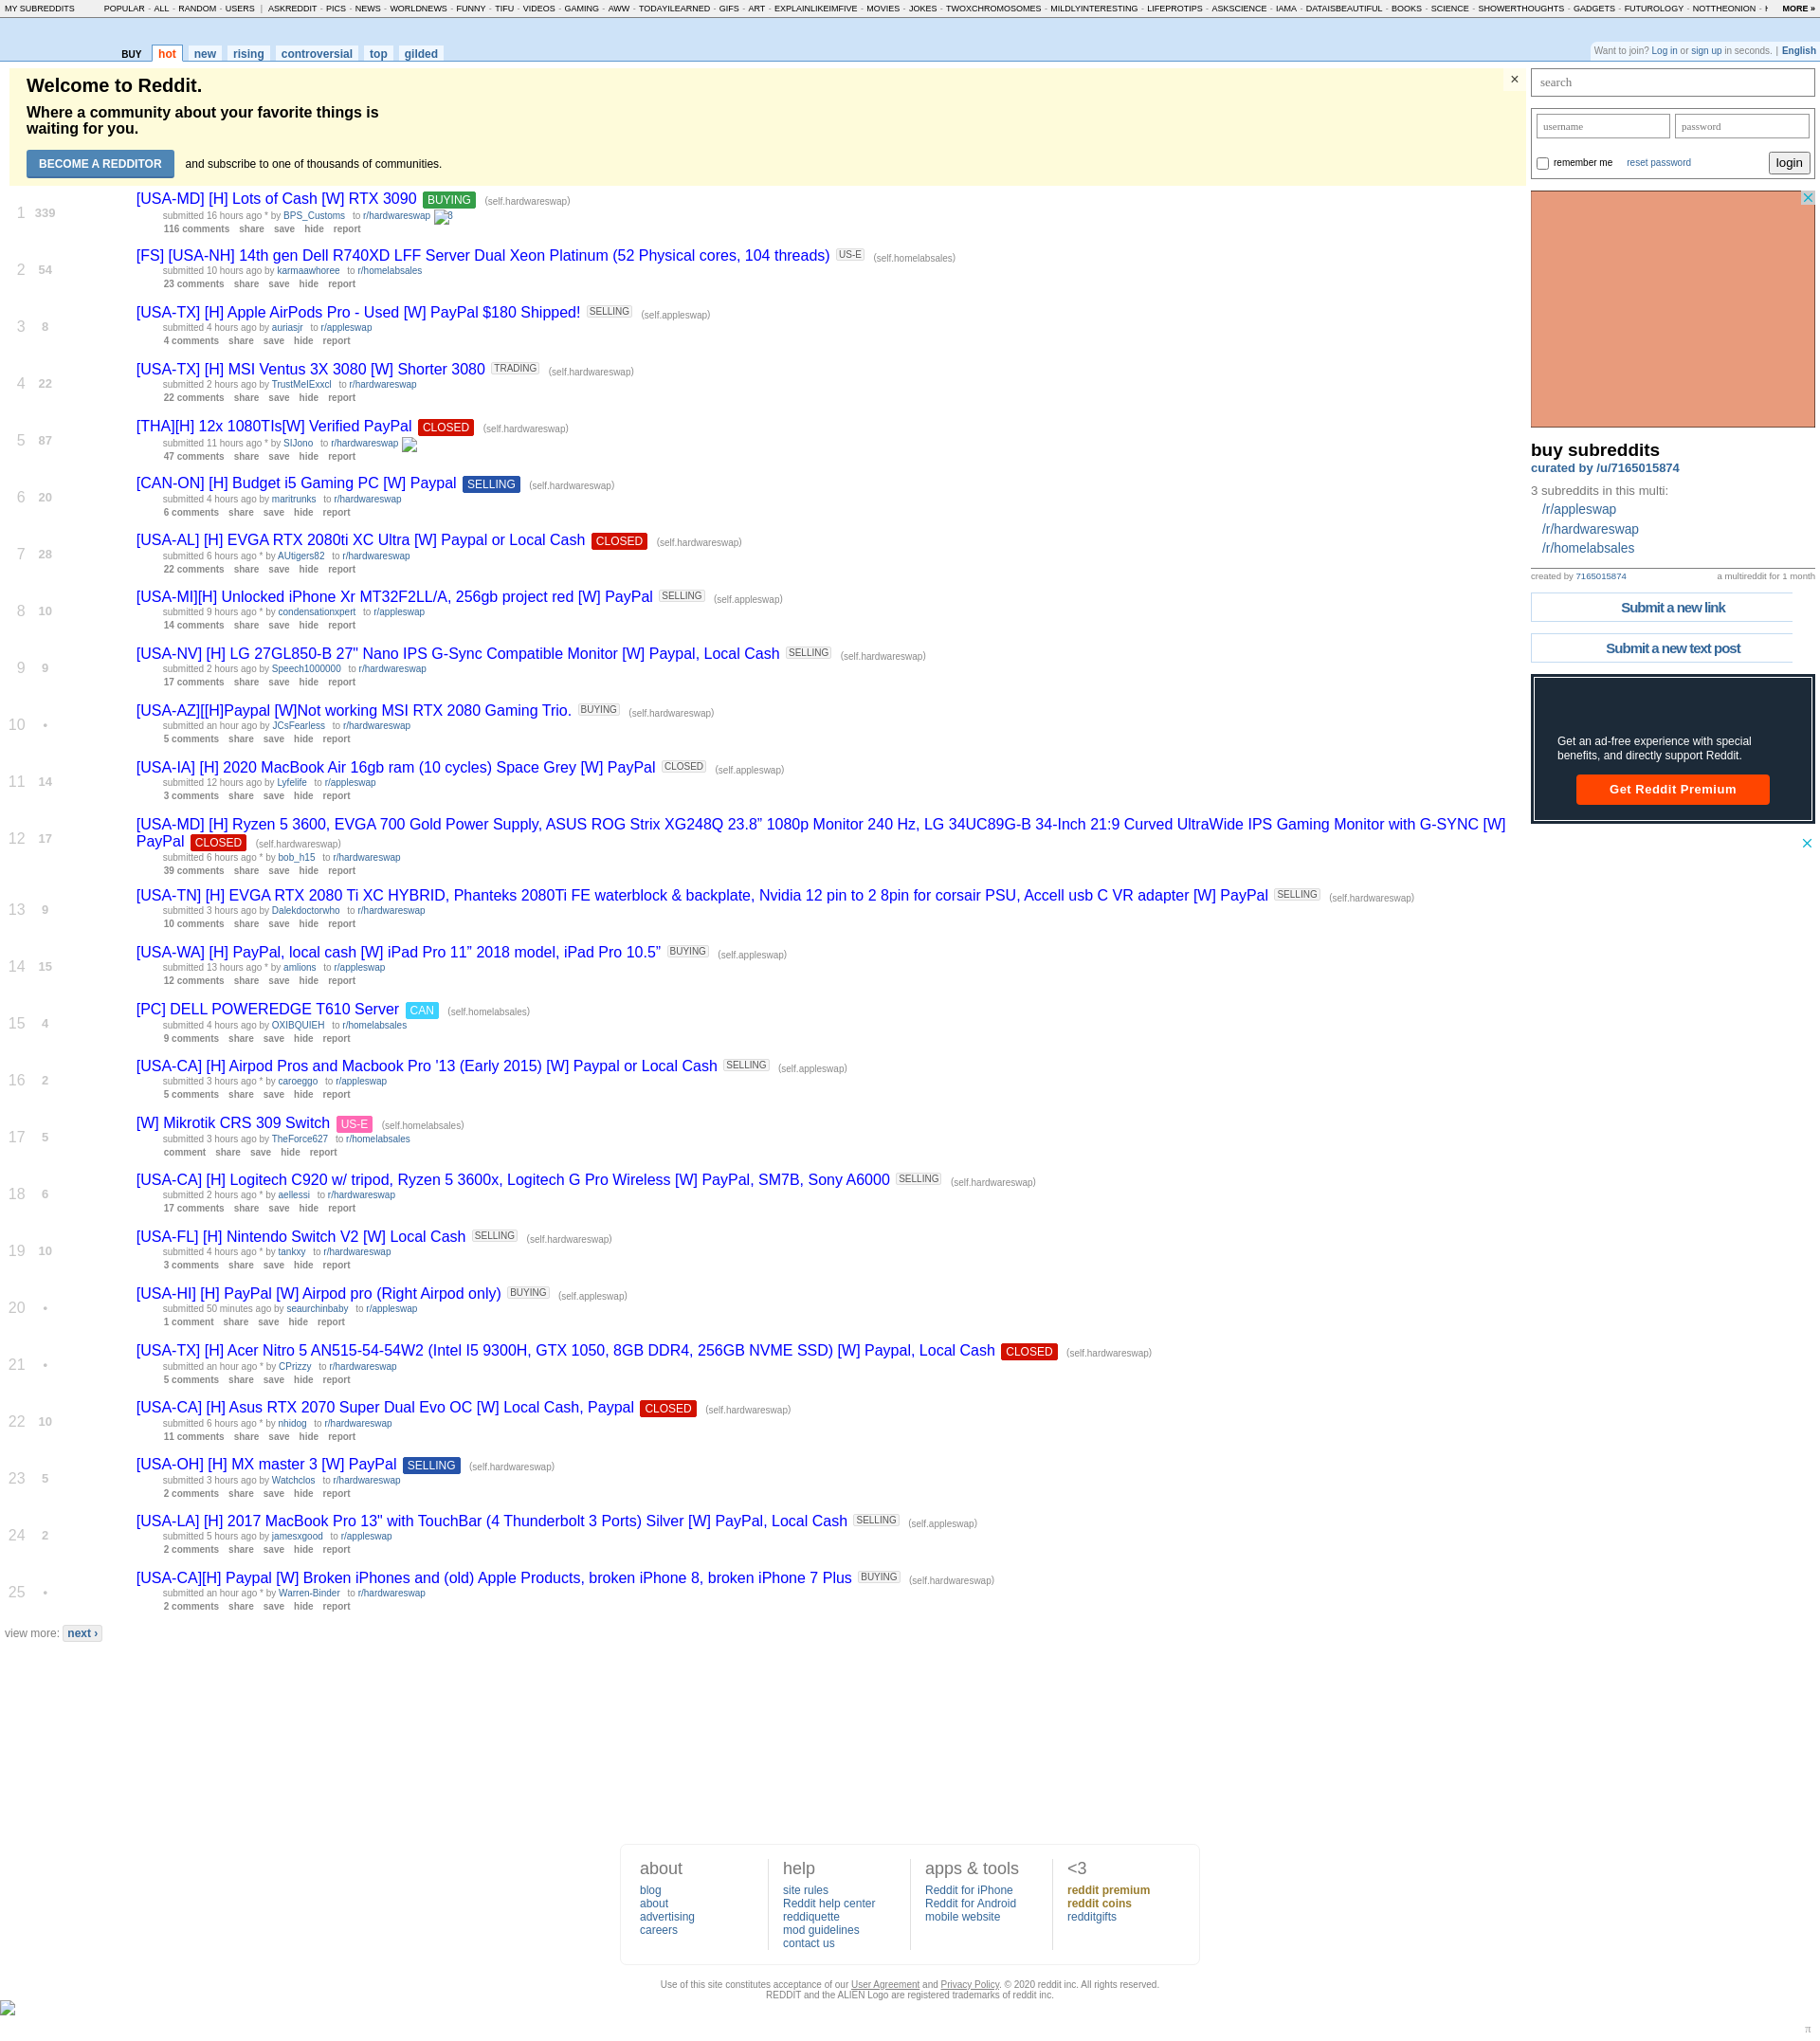 MY SUBREDDITS POPULAR - ALL - RANDOM - USERS | ASKREDDIT - PICS - NEWS - WORLDNEWS - FUNNY - TIFU - VIDEOS - GAMING - AWW - TODAYILEARNED - GIFS - ART - EXPLAINLIKEIMFIVE - MOVIES - JOKES - TWOXCHROMOSOMES - MILDLYINTERESTING - LIFEPROTIPS - ASKSCIENCE - IAMA - DATAISBEAUTIFUL - BOOKS - SCIENCE - SHOWERTHOUGHTS - GADGETS - FUTUROLOGY - NOTTHEONION - MORE »
BUY hot new rising controversial top gilded
Want to join? Log in or sign up in seconds. | English
Welcome to Reddit.
Where a community about your favorite things is
waiting for you.
BECOME A REDDITOR and subscribe to one of thousands of communities.
×
1 339 [USA-MD] [H] Lots of Cash [W] RTX 3090 BUYING (self.hardwareswap)
submitted 16 hours ago * by BPS_Customs to r/hardwareswap 8
116 comments share save hide report
2 54 [FS] [USA-NH] 14th gen Dell R740XD LFF Server Dual Xeon Platinum (52 Physical cores, 104 threads) US-E (self.homelabsales)
submitted 10 hours ago by karmaawhoree to r/homelabsales
23 comments share save hide report
3 8 [USA-TX] [H] Apple AirPods Pro - Used [W] PayPal $180 Shipped! SELLING (self.appleswap)
submitted 4 hours ago by auriasjr to r/appleswap
4 comments share save hide report
4 22 [USA-TX] [H] MSI Ventus 3X 3080 [W] Shorter 3080 TRADING (self.hardwareswap)
submitted 2 hours ago by TrustMeIExxcl to r/hardwareswap
22 comments share save hide report
5 87 [THA][H] 12x 1080TIs[W] Verified PayPal CLOSED (self.hardwareswap)
submitted 11 hours ago * by SIJono to r/hardwareswap
47 comments share save hide report
6 20 [CAN-ON] [H] Budget i5 Gaming PC [W] Paypal SELLING (self.hardwareswap)
submitted 4 hours ago by maritrunks to r/hardwareswap
6 comments share save hide report
7 28 [USA-AL] [H] EVGA RTX 2080ti XC Ultra [W] Paypal or Local Cash CLOSED (self.hardwareswap)
submitted 6 hours ago * by AUtigers82 to r/hardwareswap
22 comments share save hide report
8 10 [USA-MI][H] Unlocked iPhone Xr MT32F2LL/A, 256gb project red [W] PayPal SELLING (self.appleswap)
submitted 9 hours ago * by condensationxpert to r/appleswap
14 comments share save hide report
9 9 [USA-NV] [H] LG 27GL850-B 27" Nano IPS G-Sync Compatible Monitor [W] Paypal, Local Cash SELLING (self.hardwareswap)
submitted 2 hours ago by Speech1000000 to r/hardwareswap
17 comments share save hide report
10 • [USA-AZ][[H]Paypal [W]Not working MSI RTX 2080 Gaming Trio. BUYING (self.hardwareswap)
submitted an hour ago by JCsFearless to r/hardwareswap
5 comments share save hide report
11 14 [USA-IA] [H] 2020 MacBook Air 16gb ram (10 cycles) Space Grey [W] PayPal CLOSED (self.appleswap)
submitted 12 hours ago by Lyfelife to r/appleswap
3 comments share save hide report
12 17 [USA-MD] [H] Ryzen 5 3600, EVGA 700 Gold Power Supply, ASUS ROG Strix XG248Q 23.8” 1080p Monitor 240 Hz, LG 34UC89G-B 34-Inch 21:9 Curved UltraWide IPS Gaming Monitor with G-SYNC [W]
PayPal CLOSED (self.hardwareswap)
submitted 6 hours ago * by bob_h15 to r/hardwareswap
39 comments share save hide report
13 9 [USA-TN] [H] EVGA RTX 2080 Ti XC HYBRID, Phanteks 2080Ti FE waterblock & backplate, Nvidia 12 pin to 2 8pin for corsair PSU, Accell usb C VR adapter [W] PayPal SELLING (self.hardwareswap)
submitted 3 hours ago by Dalekdoctorwho to r/hardwareswap
10 comments share save hide report
14 15 [USA-WA] [H] PayPal, local cash [W] iPad Pro 11” 2018 model, iPad Pro 10.5” BUYING (self.appleswap)
submitted 13 hours ago * by amlions to r/appleswap
12 comments share save hide report
15 4 [PC] DELL POWEREDGE T610 Server CAN (self.homelabsales)
submitted 4 hours ago by OXIBQUIEH to r/homelabsales
9 comments share save hide report
16 2 [USA-CA] [H] Airpod Pros and Macbook Pro '13 (Early 2015) [W] Paypal or Local Cash SELLING (self.appleswap)
submitted 3 hours ago * by caroeggo to r/appleswap
5 comments share save hide report
17 5 [W] Mikrotik CRS 309 Switch US-E (self.homelabsales)
submitted 3 hours ago by TheForce627 to r/homelabsales
comment share save hide report
18 6 [USA-CA] [H] Logitech C920 w/ tripod, Ryzen 5 3600x, Logitech G Pro Wireless [W] PayPal, SM7B, Sony A6000 SELLING (self.hardwareswap)
submitted 2 hours ago * by aellessi to r/hardwareswap
17 comments share save hide report
19 10 [USA-FL] [H] Nintendo Switch V2 [W] Local Cash SELLING (self.hardwareswap)
submitted 4 hours ago * by tankxy to r/hardwareswap
3 comments share save hide report
20 • [USA-HI] [H] PayPal [W] Airpod pro (Right Airpod only) BUYING (self.appleswap)
submitted 50 minutes ago by seaurchinbaby to r/appleswap
1 comment share save hide report
21 • [USA-TX] [H] Acer Nitro 5 AN515-54-54W2 (Intel I5 9300H, GTX 1050, 8GB DDR4, 256GB NVME SSD) [W] Paypal, Local Cash CLOSED (self.hardwareswap)
submitted an hour ago * by CPrizzy to r/hardwareswap
5 comments share save hide report
22 10 [USA-CA] [H] Asus RTX 2070 Super Dual Evo OC [W] Local Cash, Paypal CLOSED (self.hardwareswap)
submitted 6 hours ago * by nhidog to r/hardwareswap
11 comments share save hide report
23 5 [USA-OH] [H] MX master 3 [W] PayPal SELLING (self.hardwareswap)
submitted 3 hours ago by Watchclos to r/hardwareswap
2 comments share save hide report
24 2 [USA-LA] [H] 2017 MacBook Pro 13" with TouchBar (4 Thunderbolt 3 Ports) Silver [W] PayPal, Local Cash SELLING (self.appleswap)
submitted 5 hours ago by jamesxgood to r/appleswap
2 comments share save hide report
25 • [USA-CA][H] Paypal [W] Broken iPhones and (old) Apple Products, broken iPhone 8, broken iPhone 7 Plus BUYING (self.hardwareswap)
submitted an hour ago * by Warren-Binder to r/hardwareswap
2 comments share save hide report
view more: next ›
search
username password
remember me reset password login
buy subreddits
curated by /u/7165015874
3 subreddits in this multi:
/r/appleswap
/r/hardwareswap
/r/homelabsales
created by 7165015874 a multireddit for 1 month
Submit a new link
Submit a new text post
Get an ad-free experience with special
benefits, and directly support Reddit.
Get Reddit Premium
about
blog
about
advertising
careers
help
site rules
Reddit help center
reddiquette
mod guidelines
contact us
apps & tools
Reddit for iPhone
Reddit for Android
mobile website
<3
reddit premium
reddit coins
redditgifts
Use of this site constitutes acceptance of our User Agreement and Privacy Policy. © 2020 reddit inc. All rights reserved.
REDDIT and the ALIEN Logo are registered trademarks of reddit inc.
π